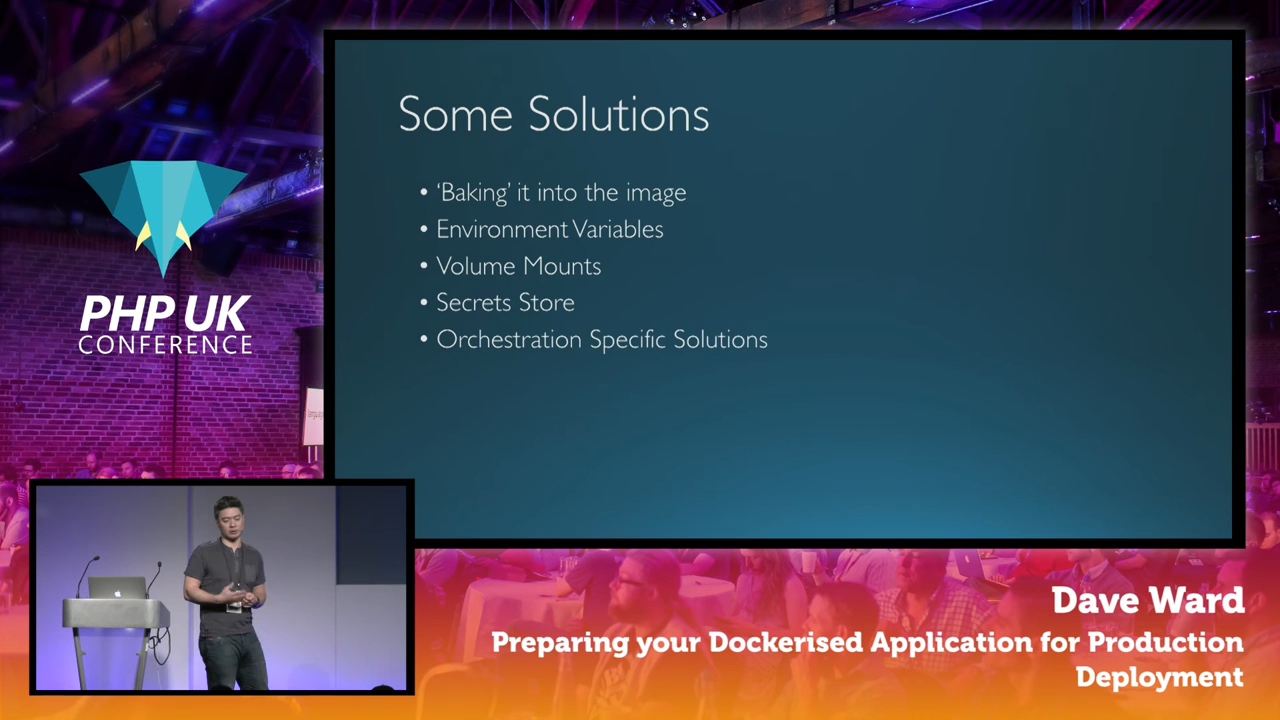 Some Solutions
• ‘Baking’ it into the image
• Environment Variables
• Volume Mounts
• Secrets Store
• Orchestration Specific Solutions
PHP UK
CONFERENCE
Dave Ward
Preparing your Dockerised Application for Production
Deployment